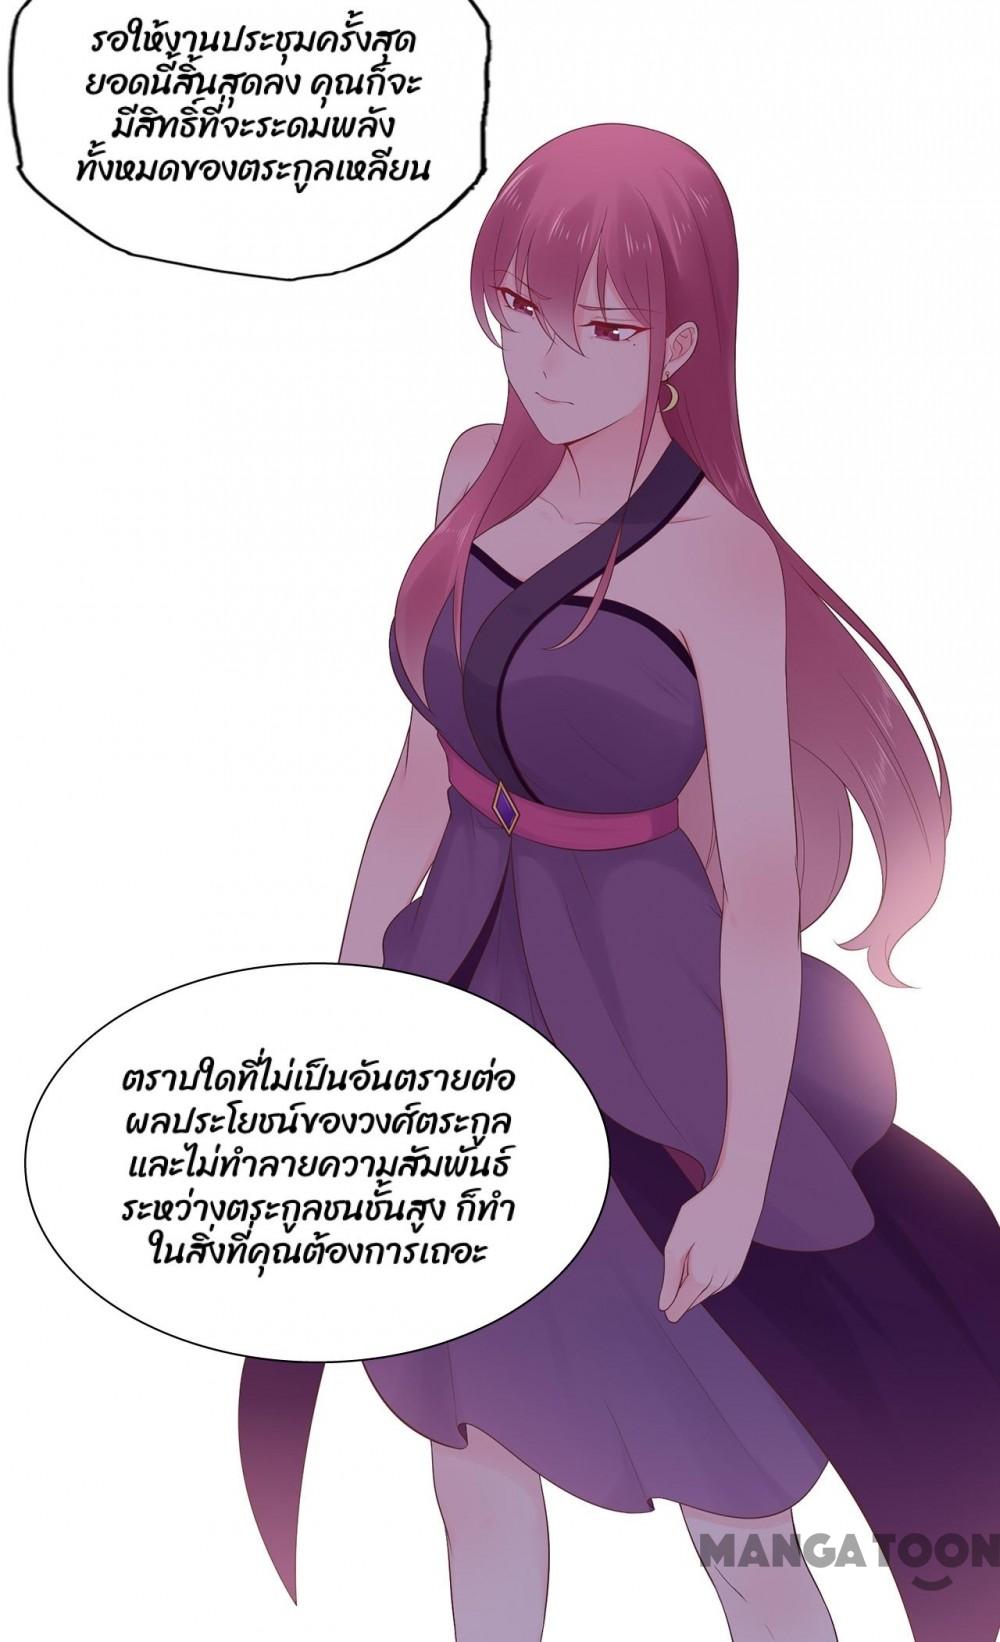 รอให้งานประชุมครั้งสุด
ยอดนี้สิ้นสุดลง คุณก็จะ
มีสิทธิ์ที่จะระดมพลัง
ทั้งหมดของตระกูลเหลียน
ตราบใดที่ไม่เป็นอันตรายต่อ
ผลประโยชน์ของวงศ์ตระกูล
และไม่ทำลายความสัมพันธ์
ระหว่างตระกูลชนชั้นสูง ก็ทำ
ในสิ่งที่คุณต้องการเถอะ
MANGATOON